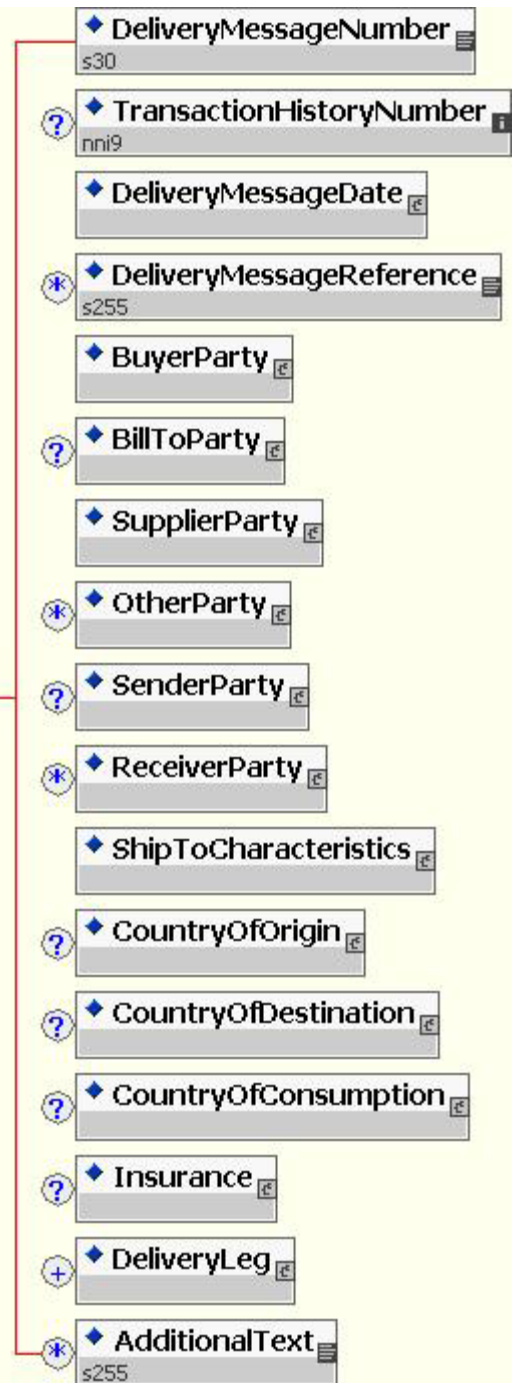 DeliveryMessageNumber
s30
? TransactionHistoryNumber
nni9
DeliveryMessageDate
* DeliveryMessageReference
s255
BuyerParty
? BillToParty
SupplierParty
* OtherParty
? SenderParty
* ReceiverParty
ShipToCharacteristics
? CountryOfOrigin
? CountryOfDestination
? CountryOfConsumption
? Insurance
+ DeliveryLeg
* AdditionalText
s255